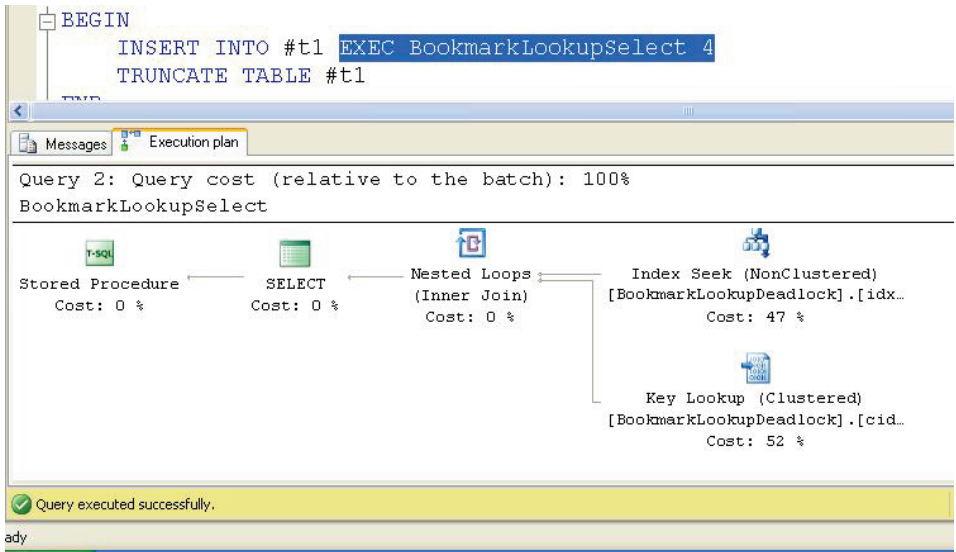 BEGIN
INSERT INTO #t1 EXEC BookmarkLookupSelect 4
TRUNCATE TABLE #t1
END
Messages
Execution plan
Query 2: Query cost (relative to the batch): 100%
BookmarkLookupSelect
T-SQL
Stored Procedure
Cost: 0 %
SELECT
Cost: 0 %
Nested Loops
(Inner Join)
Cost: 0 %
Index Seek (NonClustered)
[BookmarkLookupDeadlock].[idx…
Cost: 47 %
Key Lookup (Clustered)
[BookmarkLookupDeadlock].[cid…
Cost: 52 %
Query executed successfully.
ady